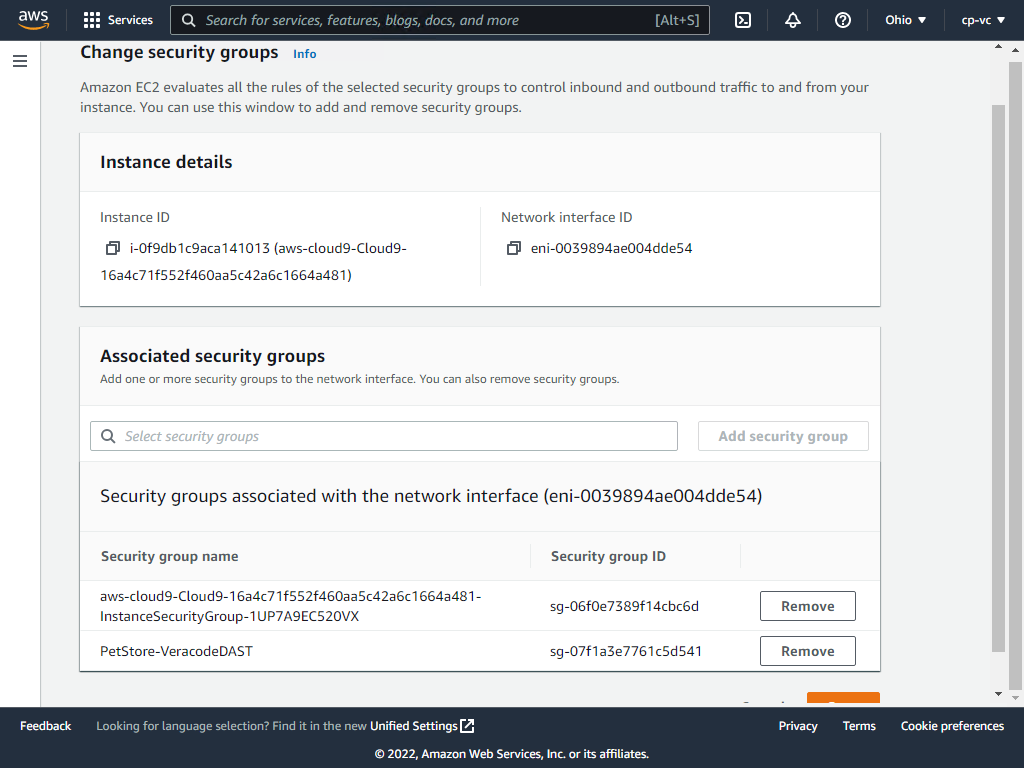 aws
Services
Search for services, features, blogs, docs, and more [Alt+S]
Ohio ▼
cp-vc ▼
Change security groups Info
Amazon EC2 evaluates all the rules of the selected security groups to control inbound and outbound traffic to and from your
instance. You can use this window to add and remove security groups.
Instance details
Instance ID
i-0f9db1c9aca141013 (aws-cloud9-Cloud9-
16a4c71f552f460aa5c42a6c1664a481)
Network interface ID
eni-0039894ae004dde54
Associated security groups
Add one or more security groups to the network interface. You can also remove security groups.
Select security groups
Add security group
Security groups associated with the network interface (eni-0039894ae004dde54)
Security group name Security group ID
aws-cloud9-Cloud9-16a4c71f552f460aa5c42a6c1664a481-
InstanceSecurityGroup-1UP7A9EC520VX
sg-06f0e7389f14cbc6d
Remove
PetStore-VeracodeDAST sg-07f1a3e7761c5d541 Remove
Feedback Looking for language selection? Find it in the new Unified Settings Privacy Terms Cookie preferences
© 2022, Amazon Web Services, Inc. or its affiliates.